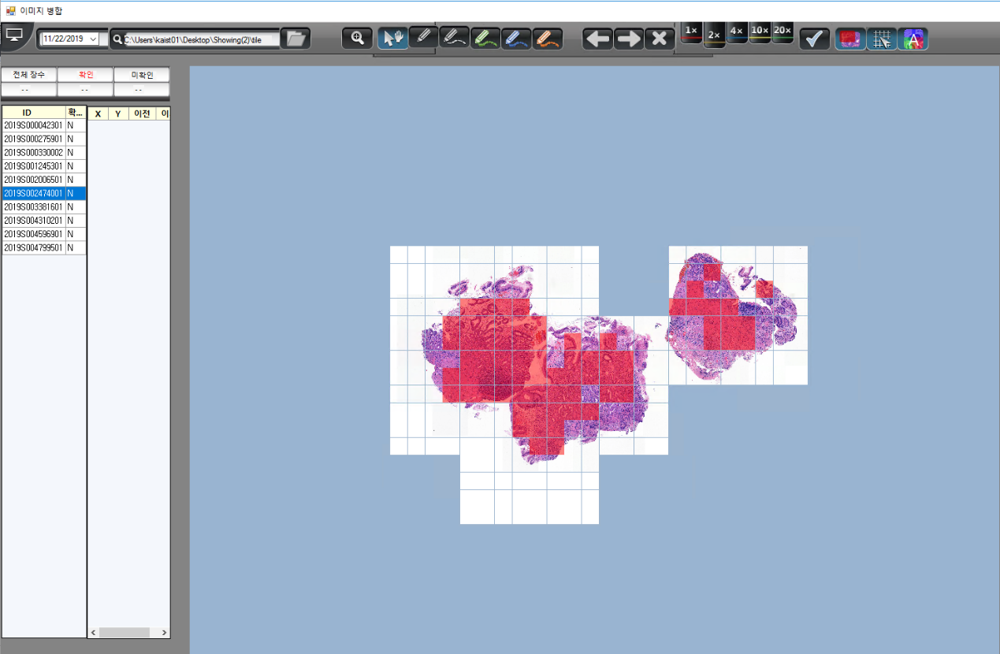 이미지 병합
11/22/2019
C:\Users\kaist01\Desktop\Showing(2)\tile
1× 2× 4× 10× 20×
A
전체 장수 확인 미확인
-- -- --
ID 확... X Y 이전 이
2019S000042301 N
2019S000275901 N
2019S000330002 N
2019S001245301 N
2019S002006501 N
2019S002474001 N
2019S003381601 N
2019S004310201 N
2019S004596901 N
2019S004799501 N